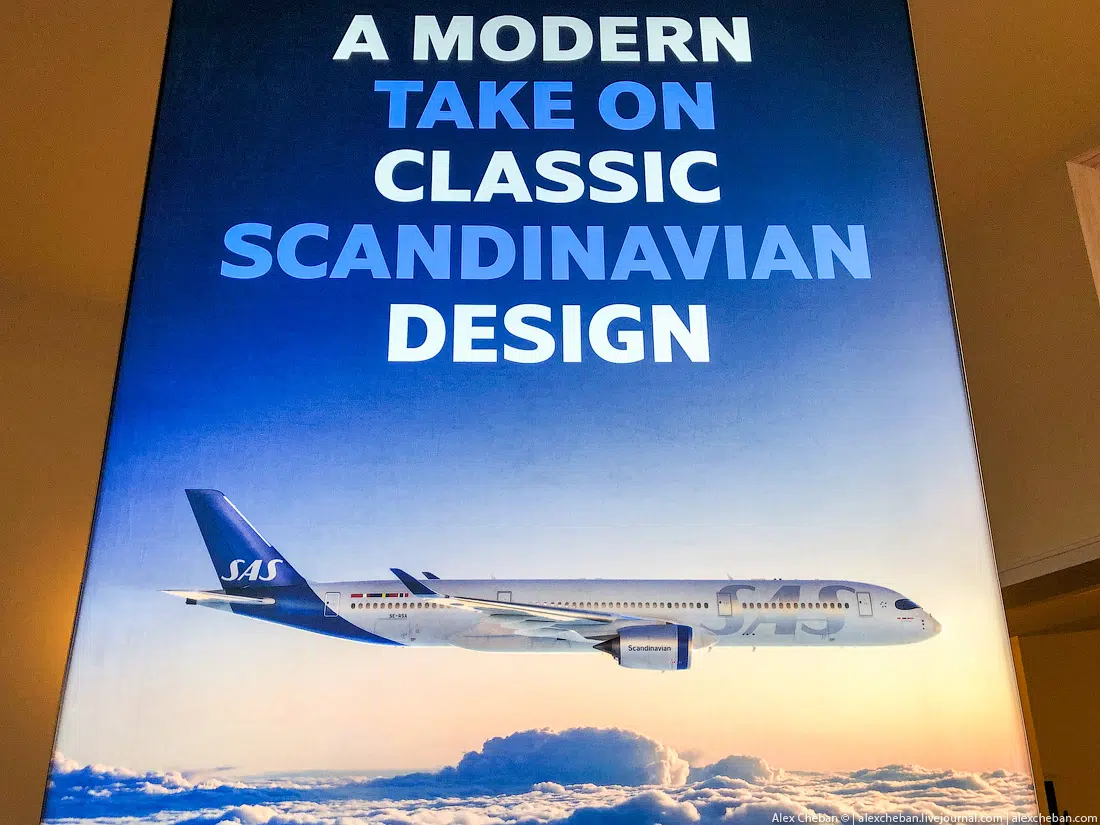 A MODERN
TAKE ON
CLASSIC
SCANDINAVIAN
DESIGN
SAS
SAS
Scandinavian
Alex Cheban © | alexcheban.livejournal.com | alexcheban.com